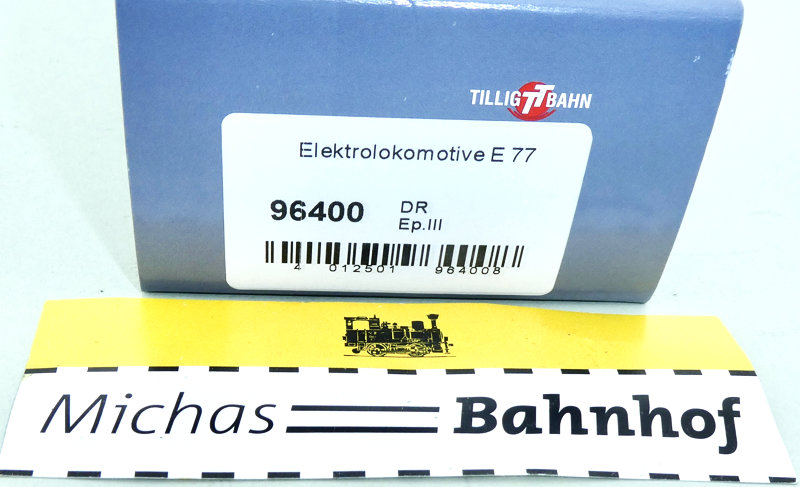 TILLIG TT BAHN
Elektrolokomotive E 77
96400
DR
Ep.III
4 012501 964008
Michas Bahnhof